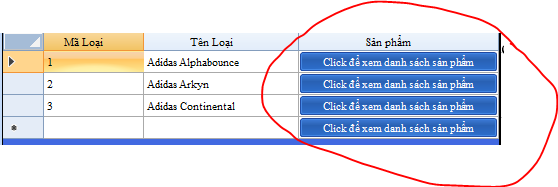 Mã Loại Tên Loại Sản phẩm
1 Adidas Alphabounce Click để xem danh sách sản phẩm
2 Adidas Arkyn Click để xem danh sách sản phẩm
3 Adidas Continental Click để xem danh sách sản phẩm
Click để xem danh sách sản phẩm